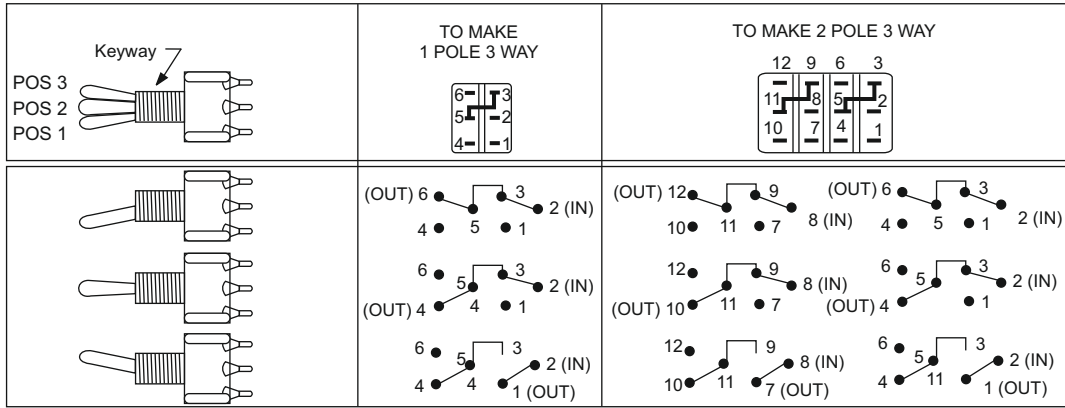 Keyway
POS 3
POS 2
POS 1
TO MAKE
1 POLE 3 WAY
6 3
5 2
4 1
TO MAKE 2 POLE 3 WAY
12 9 6 3
11 8 5 2
10 7 4 1
(OUT) 6 3
2 (IN)
4 5 1
6 3
5 2 (IN)
(OUT) 4 4 1
6 3
5 2 (IN)
4 4 1 (OUT)
(OUT) 12 9
8 (IN)
10 11 7
12 9
8 (IN)
(OUT) 10 11 7
12 9
8 (IN)
10 11 7 (OUT)
(OUT) 6 3
2 (IN)
4 5 1
6 3
5 2 (IN)
(OUT) 4 1
6 3
5 2 (IN)
4 11 1 (OUT)